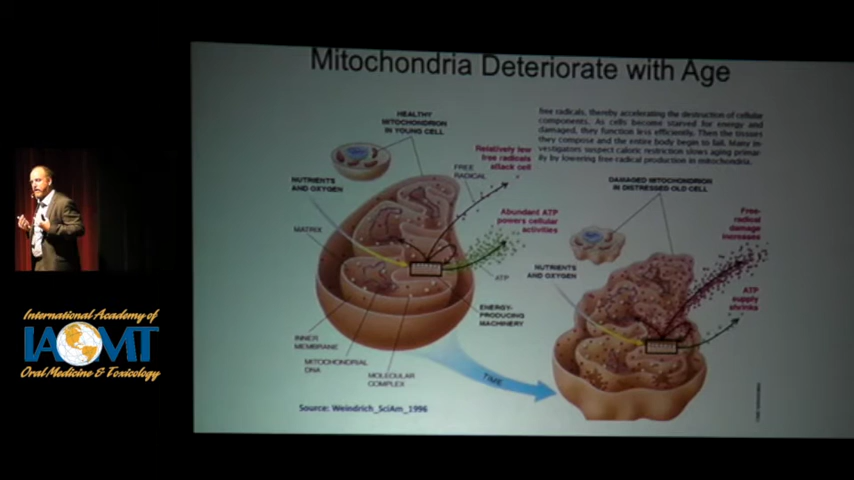 Mitochondria Deteriorate with Age
free radicals, thereby accelerating the destruction of cellular
components. As cells become starved for energy and
damaged, they function less efficiently. Then the tissues
they compose and the entire body begin to fail. Many in-
vestigators suspect caloric restriction slows aging primar-
ily by lowering free radical production in mitochondria.
HEALTHY
MITOCHONDRION
IN YOUNG CELL
Relatively few
free radicals
attack cell
FREE
RADICAL
NUTRIENTS
AND OXYGEN
MATRIX
Abundant ATP
powers cellular
activities
ATP
ENERGY-
PRODUCING
MACHINERY
INNER
MEMBRANE
MITOCHONDRIAL
DNA
MOLECULAR
COMPLEX
TIME
DAMAGED MITOCHONDRION
IN DISTRESSED OLD CELL
Free-
radical
damage
increases
NUTRIENTS
AND OXYGEN
ATP
supply
shrinks
Source: Weindrich_SciAm_1996
International Academy of
IAOMT
Oral Medicine & Toxicology